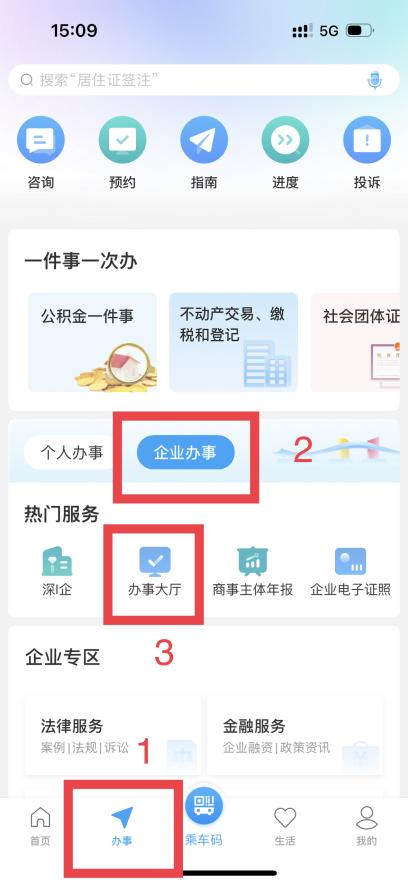 15:09
5G
搜索“居住证签注”
咨询
预约
指南
进度
投诉
一件事一次办
公积金一件事
不动产交易、缴
税和登记
社会团体证
个人办事
企业办事
2
热门服务
深i企
办事大厅
商事主体年报
企业电子证照
3
企业专区
法律服务
案例|法规|诉讼
金融服务
企业融资|政策资讯
1
首页
办事
乘车码
生活
我的